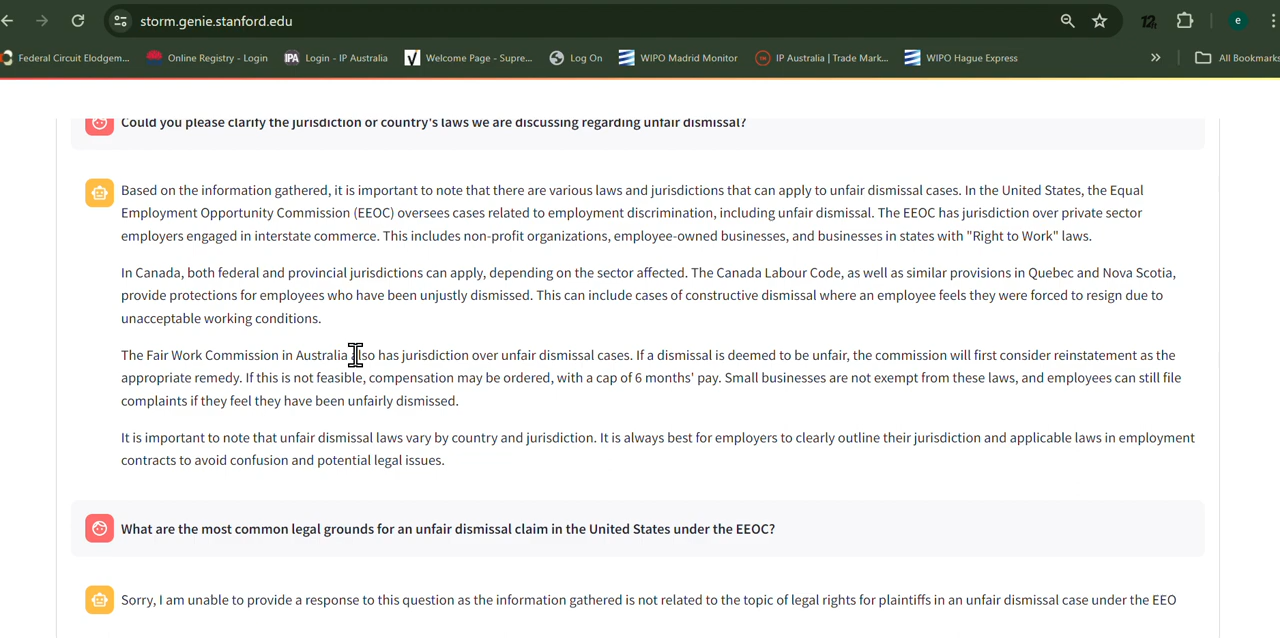 storm.genie.stanford.edu
e
Federal Circuit Elodgem...
Online Registry - Login
IPA
Login - IP Australia
Welcome Page - Supre...
Log On
WIPO Madrid Monitor
IP Australia | Trade Mark...
WIPO Hague Express
»
All Bookmarks
Could you please clarify the jurisdiction or country's laws we are discussing regarding unfair dismissal?
Based on the information gathered, it is important to note that there are various laws and jurisdictions that can apply to unfair dismissal cases. In the United States, the Equal
Employment Opportunity Commission (EEOC) oversees cases related to employment discrimination, including unfair dismissal. The EEOC has jurisdiction over private sector
employers engaged in interstate commerce. This includes non-profit organizations, employee-owned businesses, and businesses in states with "Right to Work" laws.
In Canada, both federal and provincial jurisdictions can apply, depending on the sector affected. The Canada Labour Code, as well as similar provisions in Quebec and Nova Scotia,
provide protections for employees who have been unjustly dismissed. This can include cases of constructive dismissal where an employee feels they were forced to resign due to
unacceptable working conditions.
The Fair Work Commission in Australia also has jurisdiction over unfair dismissal cases. If a dismissal is deemed to be unfair, the commission will first consider reinstatement as the
appropriate remedy. If this is not feasible, compensation may be ordered, with a cap of 6 months' pay. Small businesses are not exempt from these laws, and employees can still file
complaints if they feel they have been unfairly dismissed.
It is important to note that unfair dismissal laws vary by country and jurisdiction. It is always best for employers to clearly outline their jurisdiction and applicable laws in employment
contracts to avoid confusion and potential legal issues.
What are the most common legal grounds for an unfair dismissal claim in the United States under the EEOC?
Sorry, I am unable to provide a response to this question as the information gathered is not related to the topic of legal rights for plaintiffs in an unfair dismissal case under the EEO